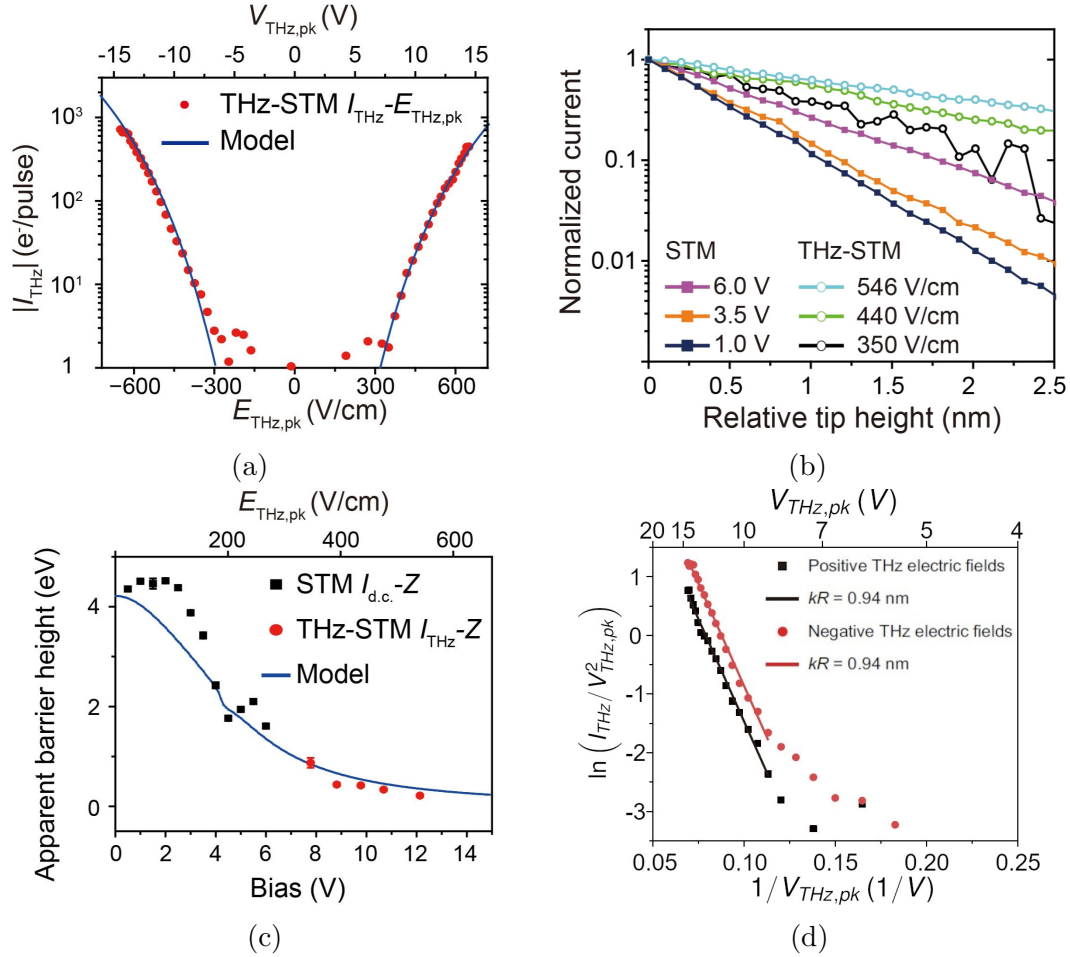 V_THz,pk (V)
-15 -10 -5 0 5 10 15
10^3
10^2
10^1
1
|I_THz| (e^-/pulse)
THz-STM I_THz-E_THz,pk
Model
−600 −300 0 300 600
E_THz,pk (V/cm)
(a)
1
0.1
0.01
Normalized current
STM THz-STM
6.0 V 546 V/cm
3.5 V 440 V/cm
1.0 V 350 V/cm
0 0.5 1 1.5 2 2.5
Relative tip height (nm)
(b)
E_THz,pk (V/cm)
0 200 400 600
4
2
0
Apparent barrier height (eV)
STM I_d.c.-Z
THz-STM I_THz-Z
Model
0 2 4 6 8 10 12 14
Bias (V)
(c)
V_THz,pk (V)
20 15 10 7 5 4
1
0
-1
-2
-3
ln (I_THz/V^2_THz,pk)
Positive THz electric fields
kR = 0.94 nm
Negative THz electric fields
kR = 0.94 nm
0.05 0.10 0.15 0.20 0.25
1/V_THz,pk (1/V)
(d)